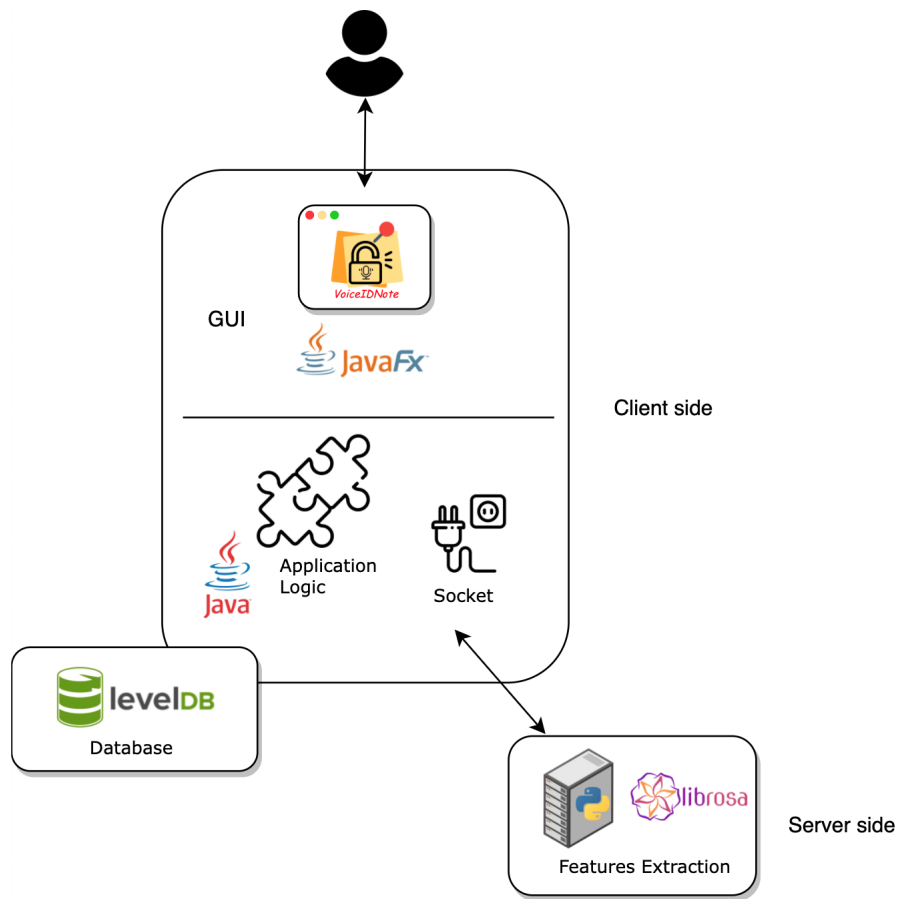 VoiceIDNote
GUI
JavaFx
Client side
Application
Logic
Java
Socket
levelDB
Database
librosa
Features Extraction
Server side